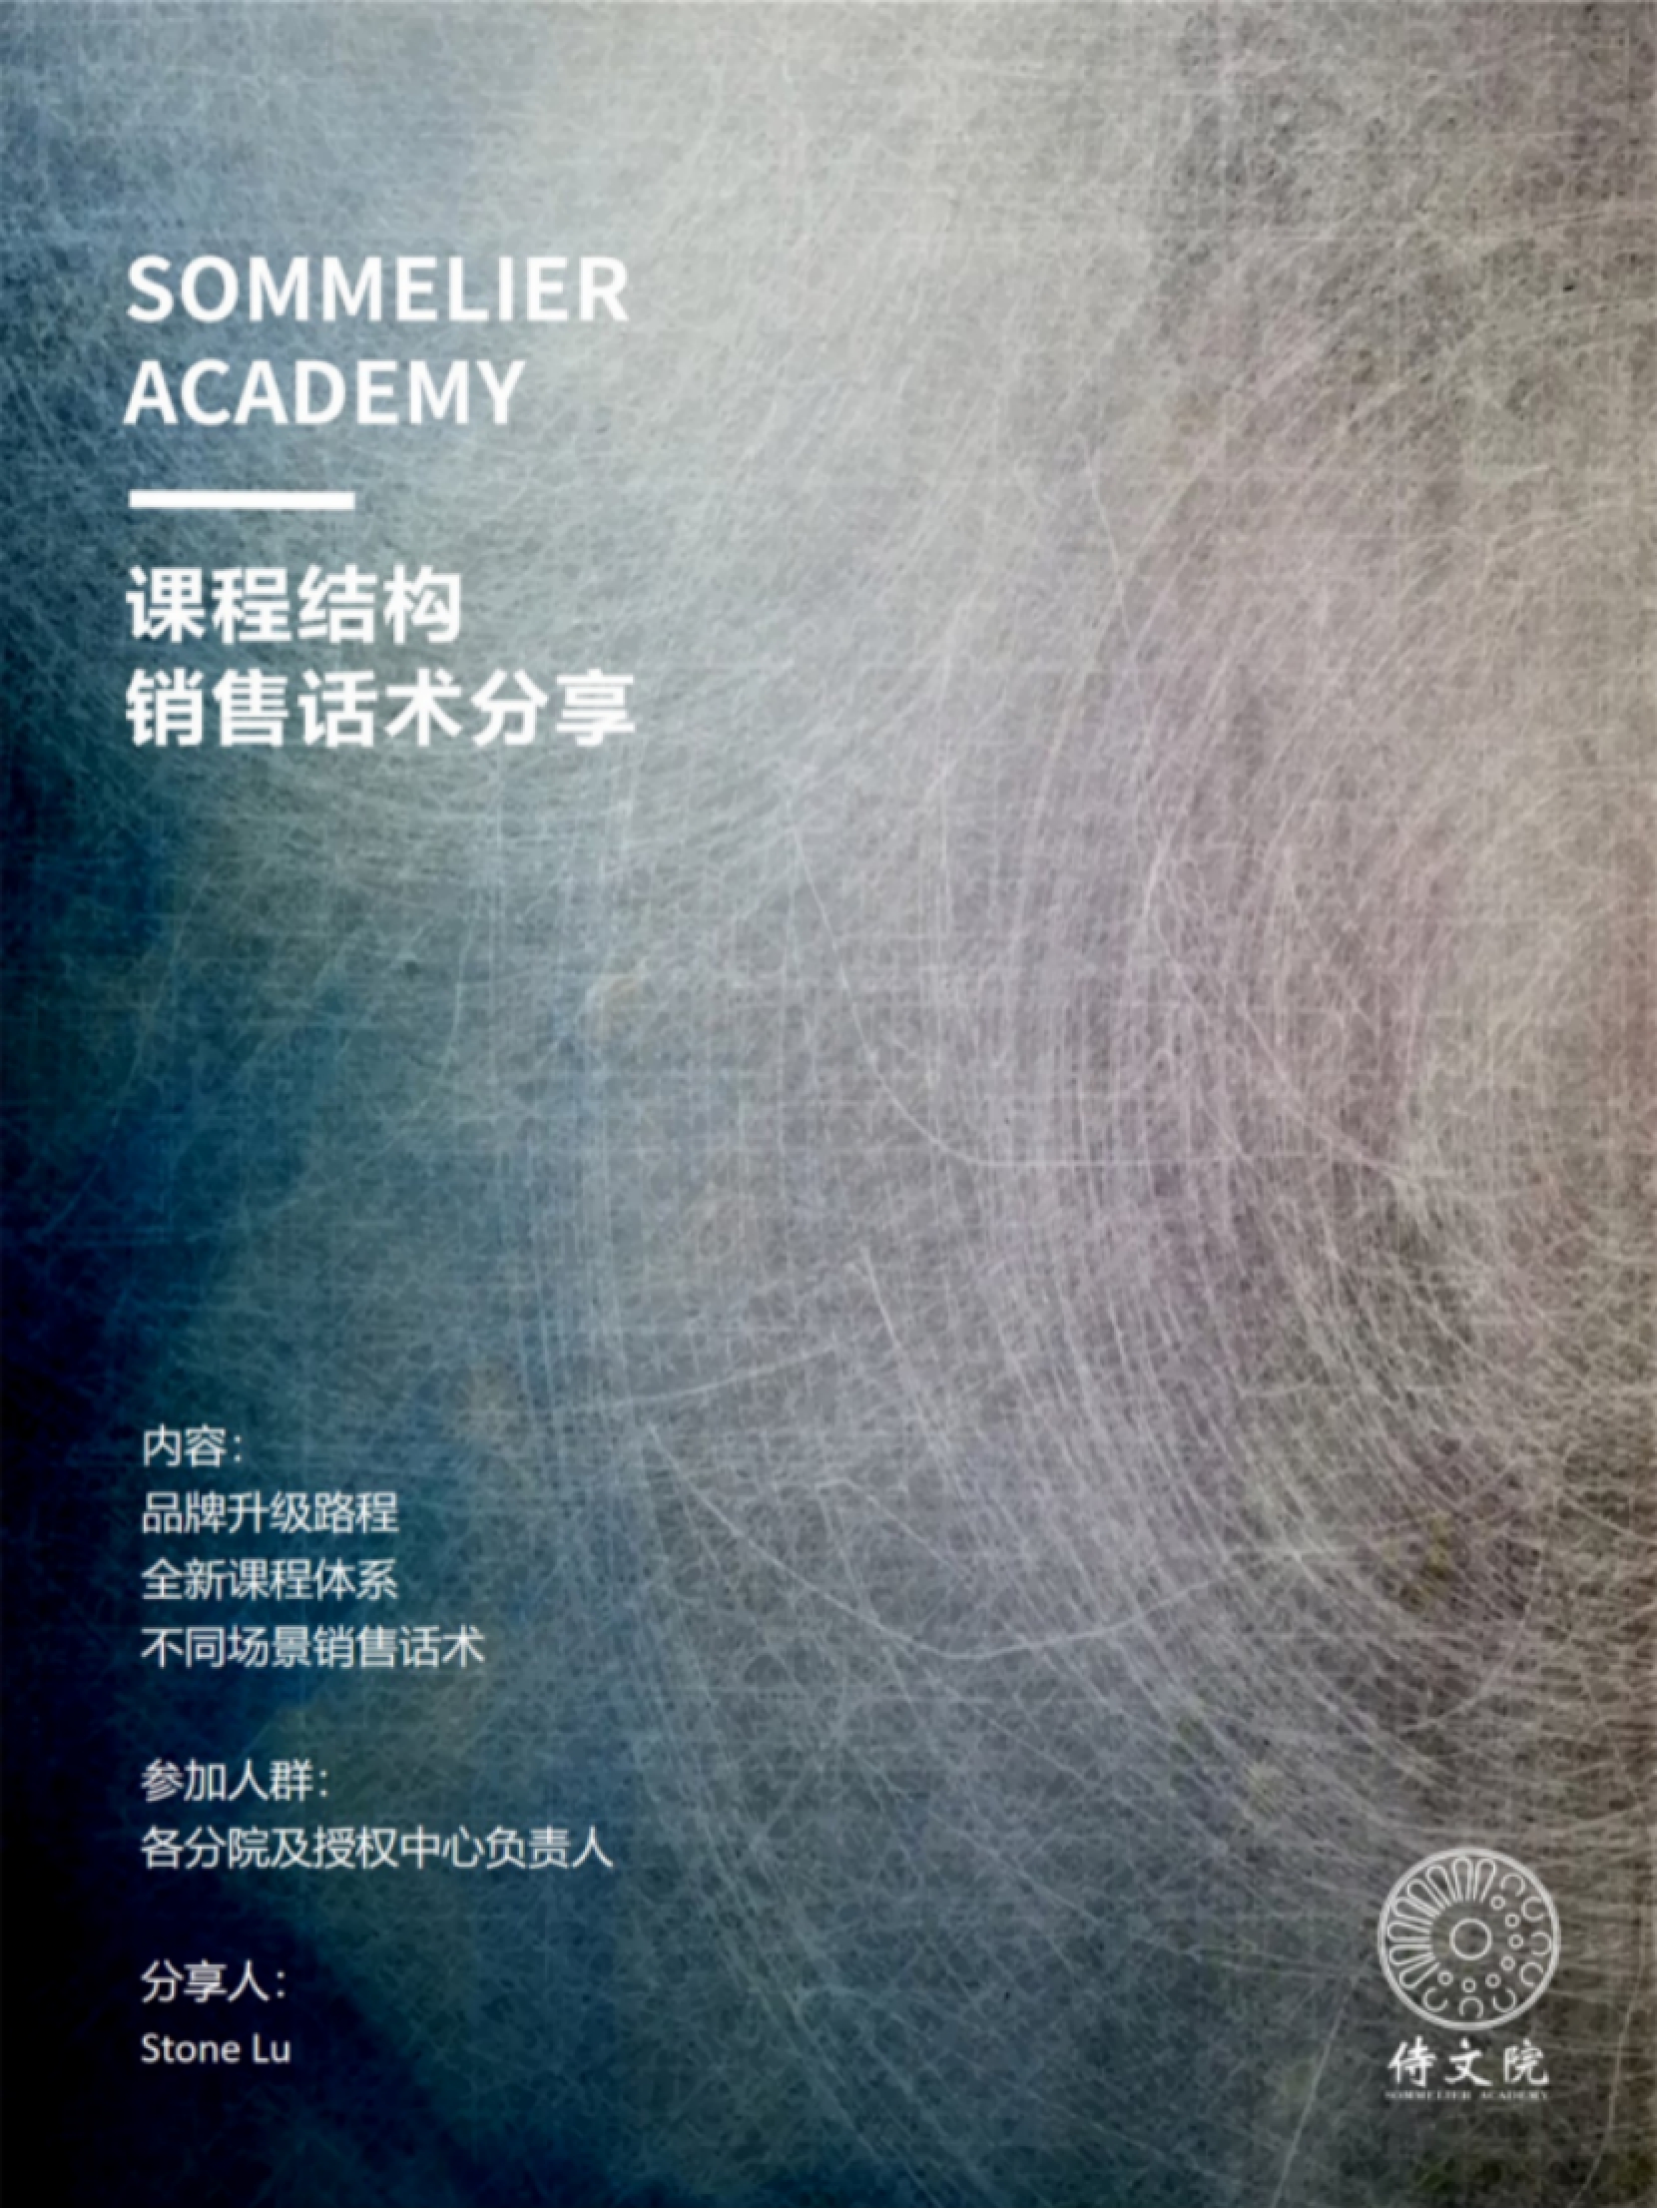 SOMMELIER
ACADEMY
课程结构
销售话术分享
内容：
品牌升级路程
全新课程体系
不同场景销售话术
参加人群：
各分院及授权中心负责人
分享人：
Stone Lu
侍文院
SOMMELIER ACADEMY